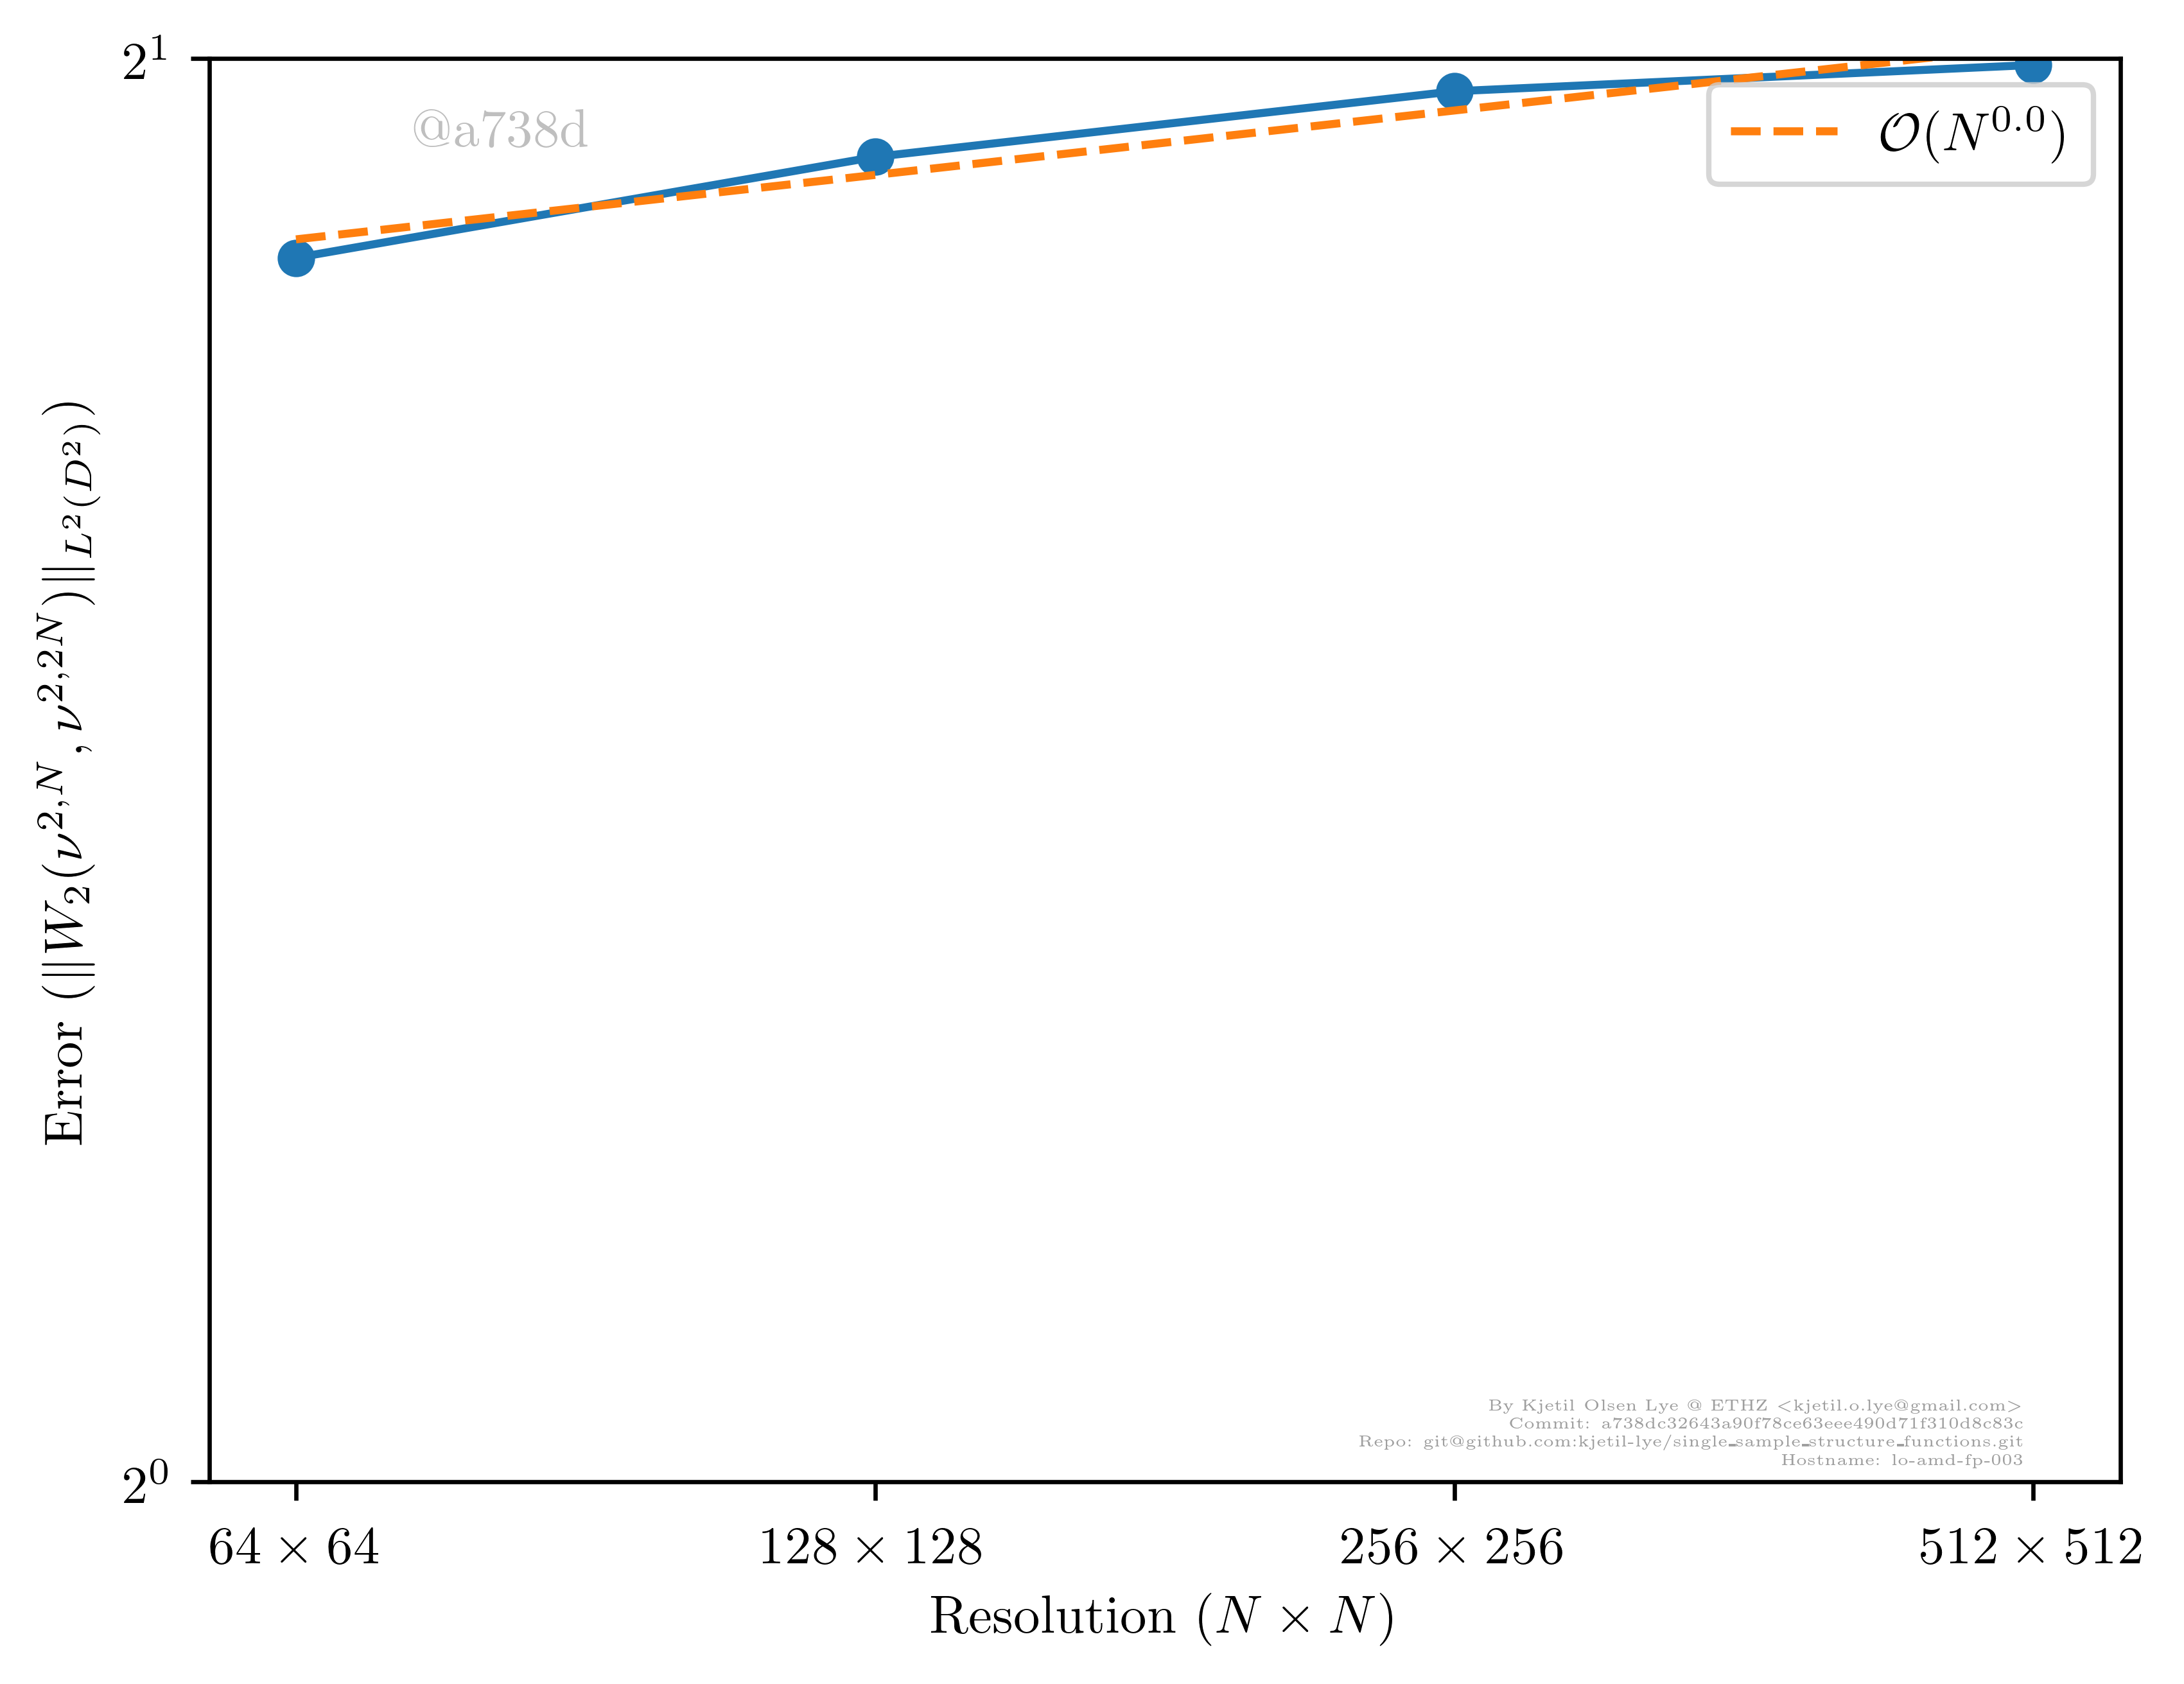 2^1
@a738d
O(N^{0.0})
Error (||W_2(ν^{2,N}, ν^{2,2N})||_{L^2(D^2)})
By Kjetil Olsen Lye @ ETHZ <kjetil.o.lye@gmail.com>
Commit: a738dc32643a90f78ce63eee490d71f310d8c83c
Repo: git@github.com:kjetil-lye/single_sample_structure_functions.git
Hostname: lo-amd-fp-003
2^0
64 × 64 128 × 128 256 × 256 512 × 512
Resolution (N × N)